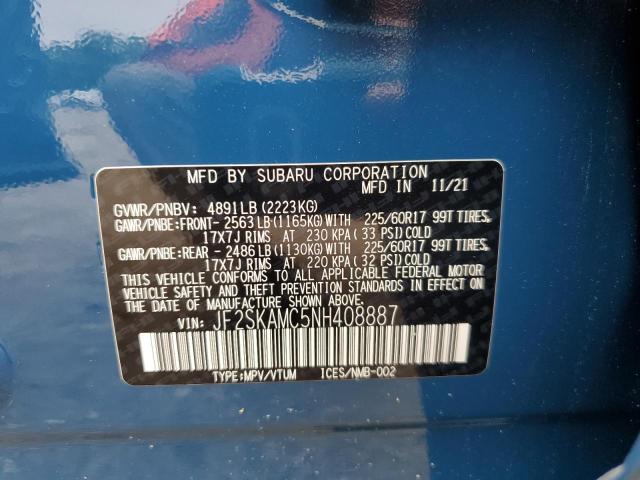 MFD BY SUBARU CORPORATION
MFD IN 11/21
GVWR/PNBV: 4891LB (2223KG)
GAWR/PNBE:FRONT- 2563LB (1165KG)WITH 225/60R17 99T TIRES,
17X7J RIMS AT 230 KPA (33 PSI)COLD
GAWR/PNBE:REAR - 2486LB (1130KG)WITH 225/60R17 99T TIRES,
17X7J RIMS AT 220 KPA (32 PSI)COLD
THIS VEHICLE CONFORMS TO ALL APPLICABLE FEDERAL MOTOR
VEHICLE SAFETY AND THEFT PREVENTION STANDARDS IN EFFECT
ON THE DATE OF MANUFACTURE SHOWN ABOVE.
VIN: JF2SKAMC5NH408887
TYPE:MPV/VTUM ICES/NMB-002